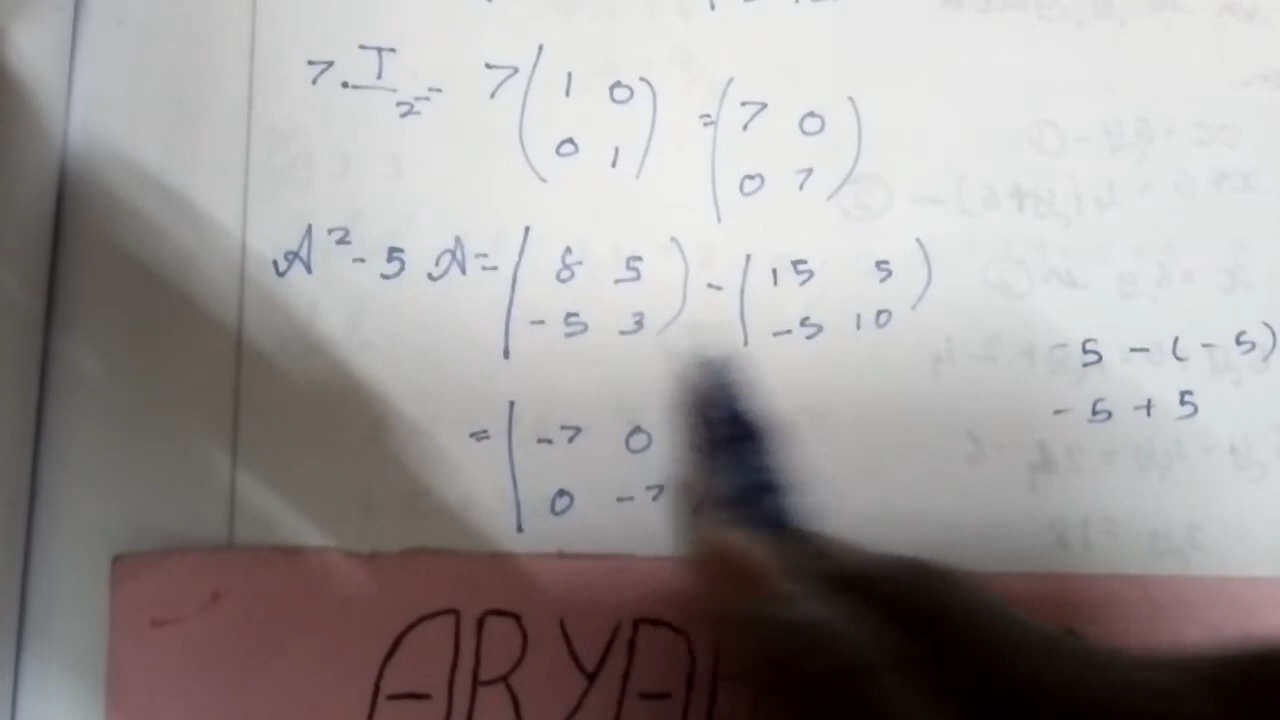 7.I₂= 7(1 0 = (7 0
0 1) 0 7)
A² - 5A = (8 5 - (15 5
-5 3) -5 10)
-5 - (-5)
-5 + 5
= (-7 0
0 -7
ARYA